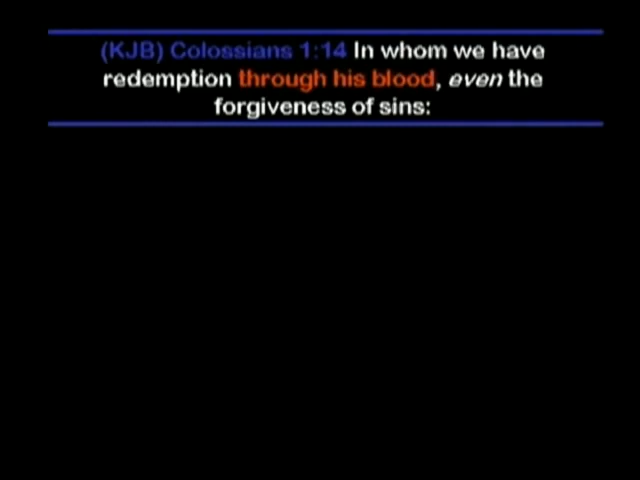 (KJB) Colossians 1:14 In whom we have
redemption through his blood, even the
forgiveness of sins: